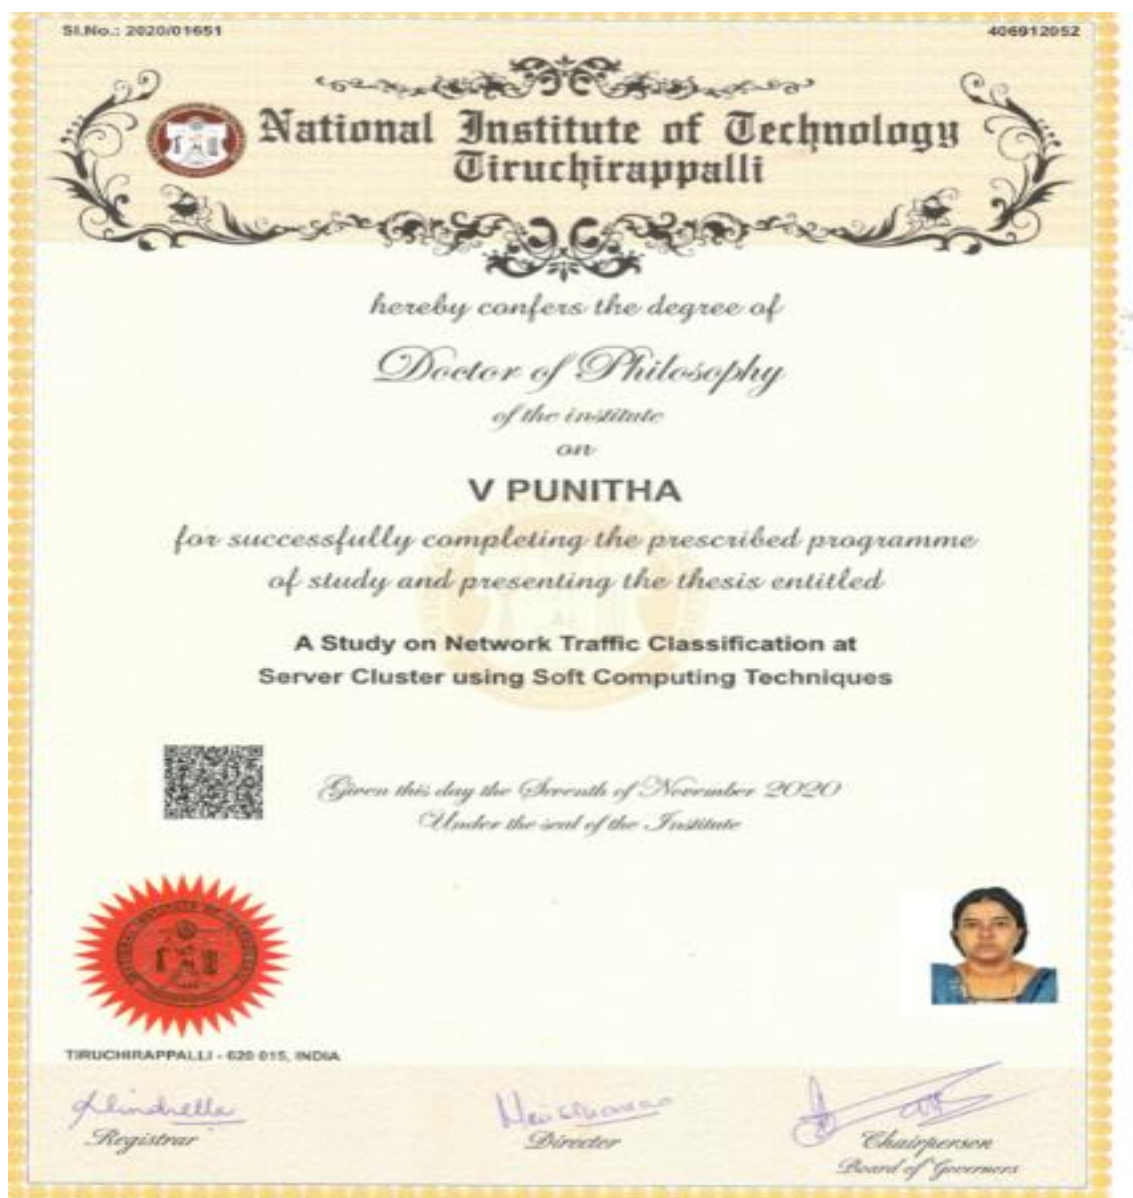 Sl.No.: 2020/01651
406912052
National Institute of Technology
Tiruchirappalli
hereby confers the degree of
Doctor of Philosophy
of the institute
on
V PUNITHA
for successfully completing the prescribed programme
of study and presenting the thesis entitled
A Study on Network Traffic Classification at
Server Cluster using Soft Computing Techniques
Given this day the Seventh of November 2020
Under the seal of the Institute
TIRUCHIRAPPALLI - 620 015, INDIA
Registrar
Director
Chairperson
Board of Governors